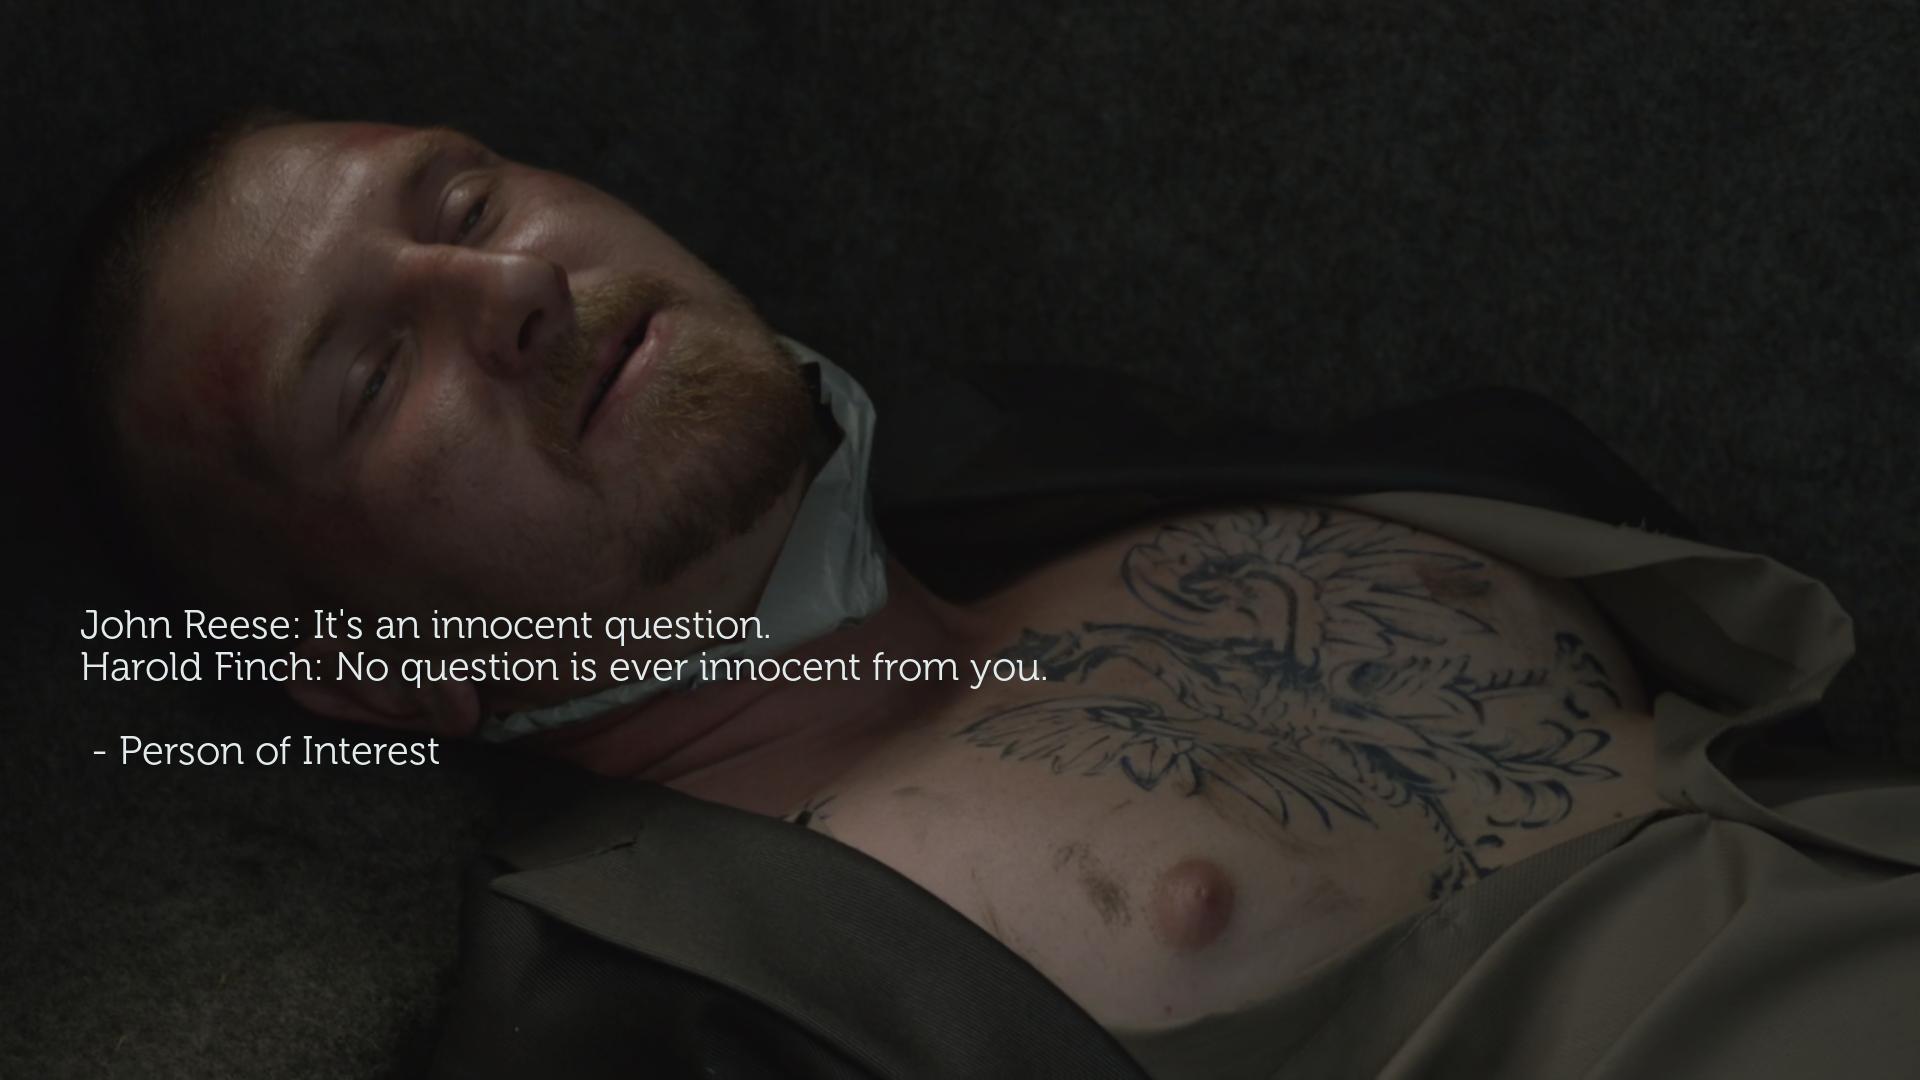 John Reese: It's an innocent question.
Harold Finch: No question is ever innocent from you.
- Person of Interest